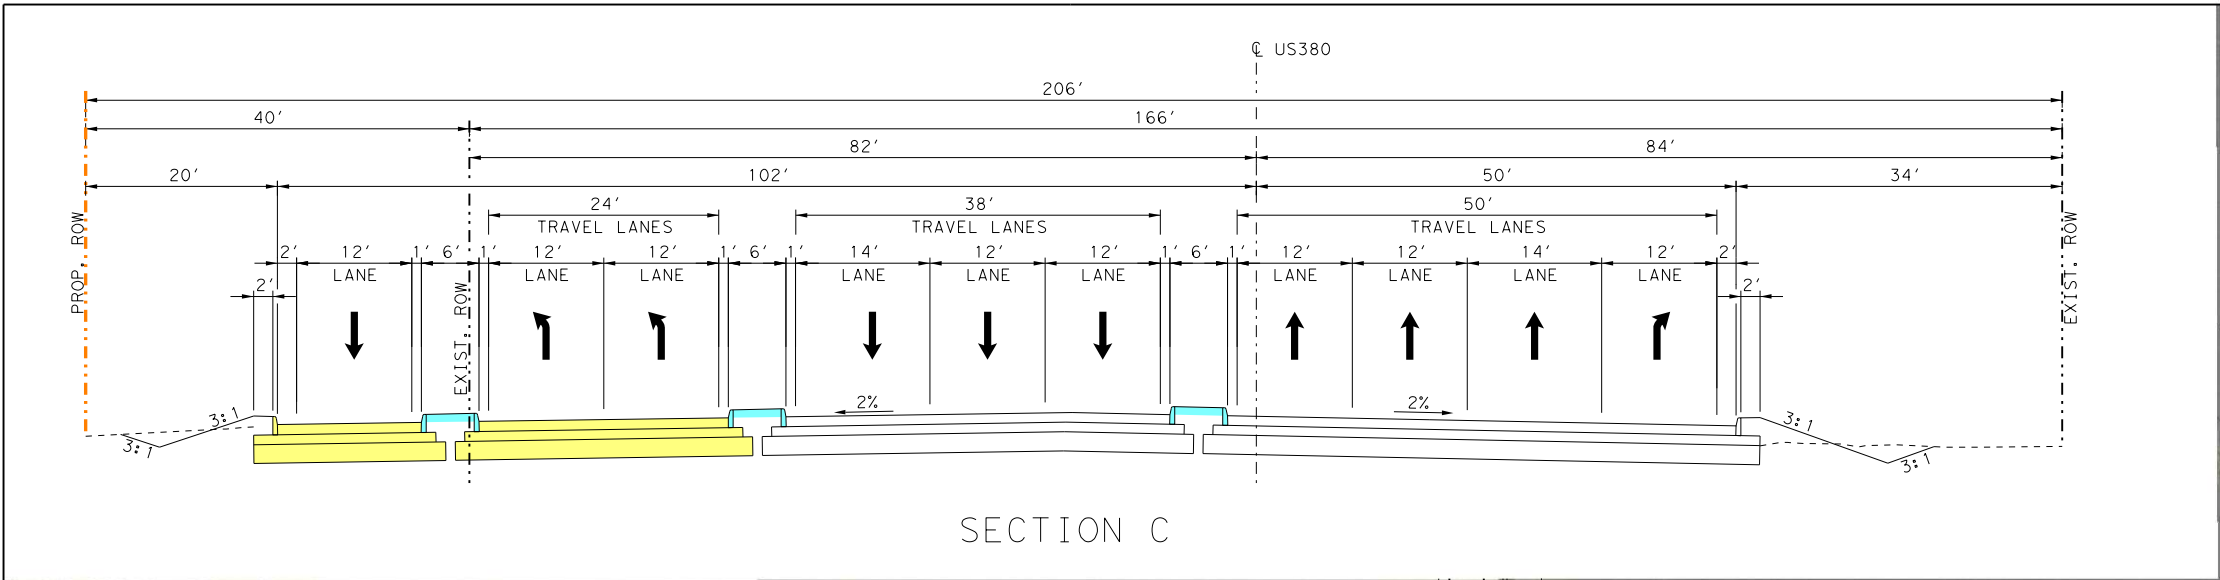 ℄ US380
206'
40' 166'
82' 84'
20' 102' 50' 34'
24' 38' 50'
TRAVEL LANES TRAVEL LANES TRAVEL LANES
2' 12' 1' 6' 1' 12' 12' 1' 6' 1' 14' 12' 12' 1' 6' 1' 12' 12' 14' 12' 2'
LANE LANE LANE LANE LANE LANE LANE LANE LANE LANE
2' 2'
PROP. ROW
EXIST. ROW
EXIST. ROW
2% 2%
3:1 3:1
3:1 3:1
SECTION C